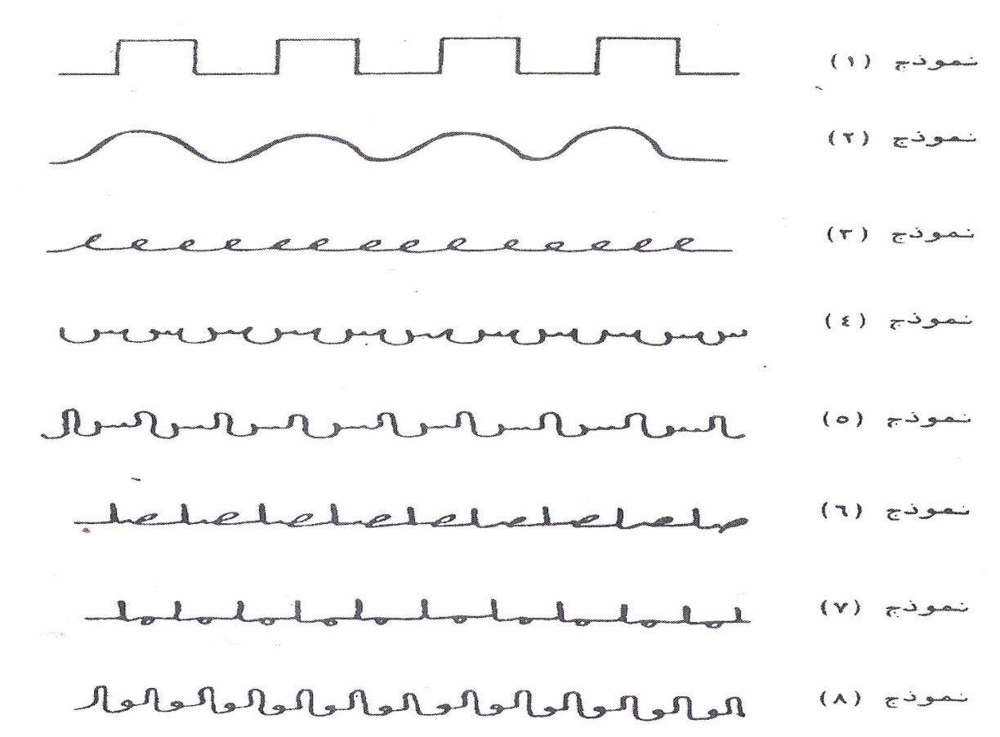 نموذج (١)
نموذج (٢)
نموذج (٣)
نموذج (٤)
نموذج (٥)
نموذج (٦)
نموذج (٧)
نموذج (٨)